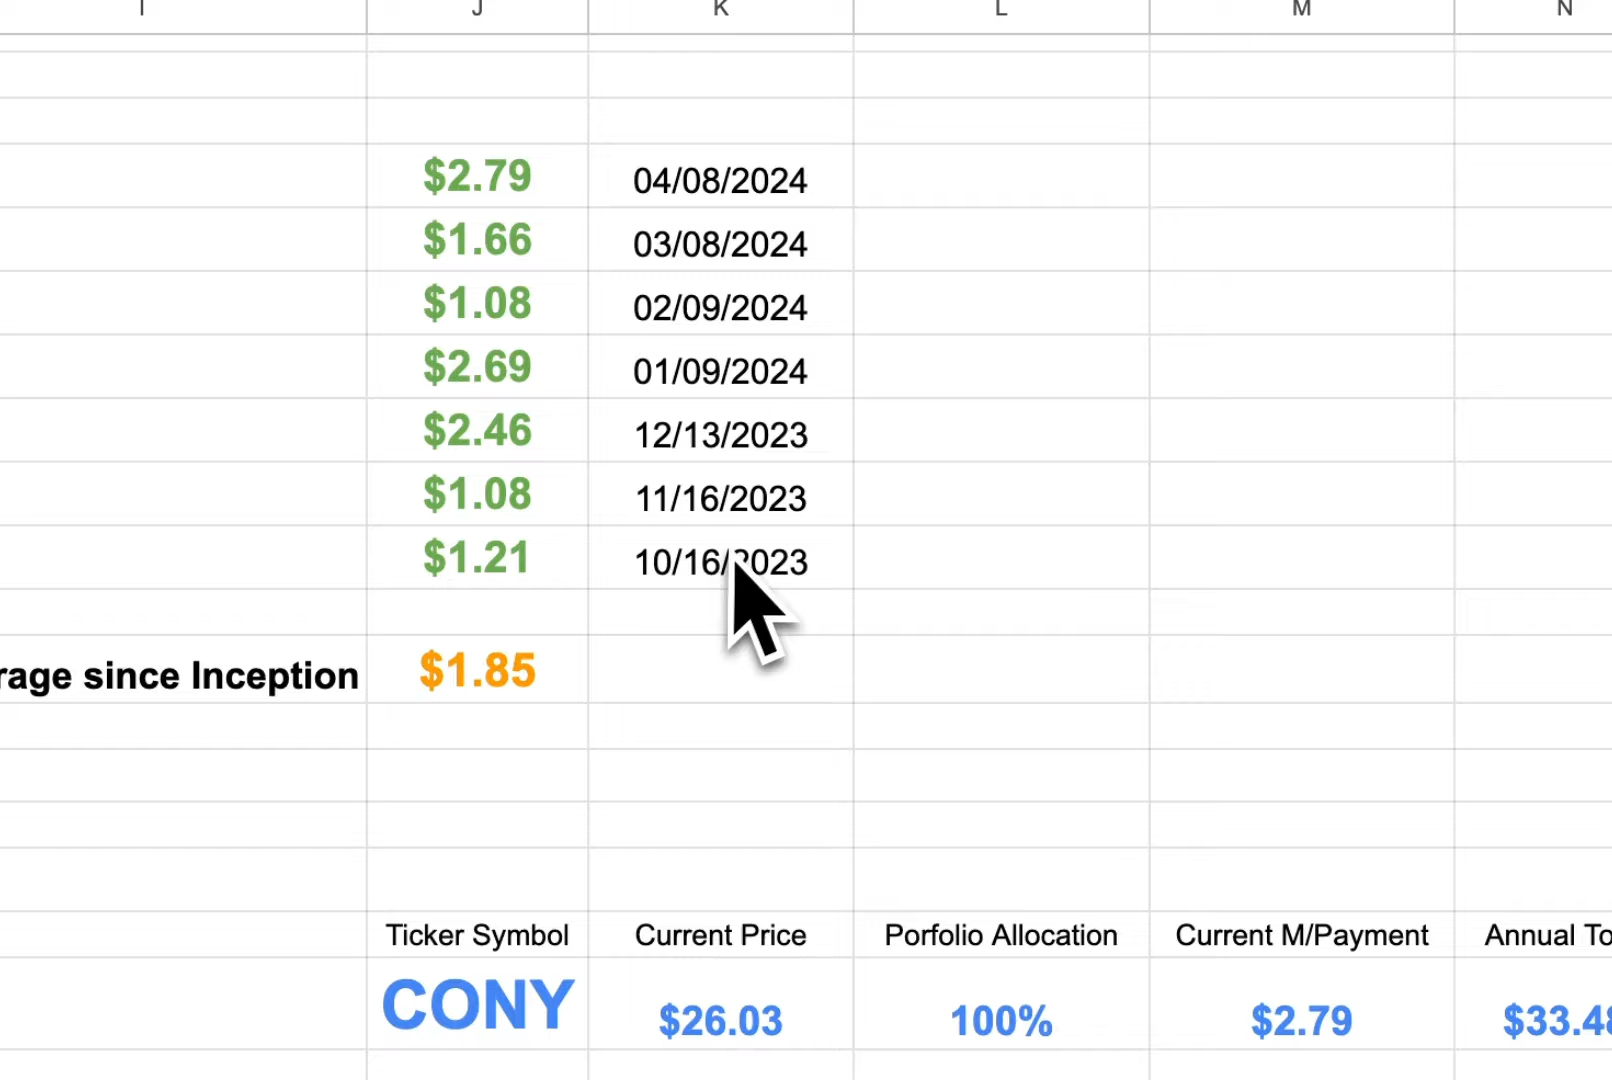 I J K L M N
$2.79 04/08/2024
$1.66 03/08/2024
$1.08 02/09/2024
$2.69 01/09/2024
$2.46 12/13/2023
$1.08 11/16/2023
$1.21 10/16/2023
rage since Inception $1.85
Ticker Symbol Current Price Porfolio Allocation Current M/Payment Annual To
CONY $26.03 100% $2.79 $33.48